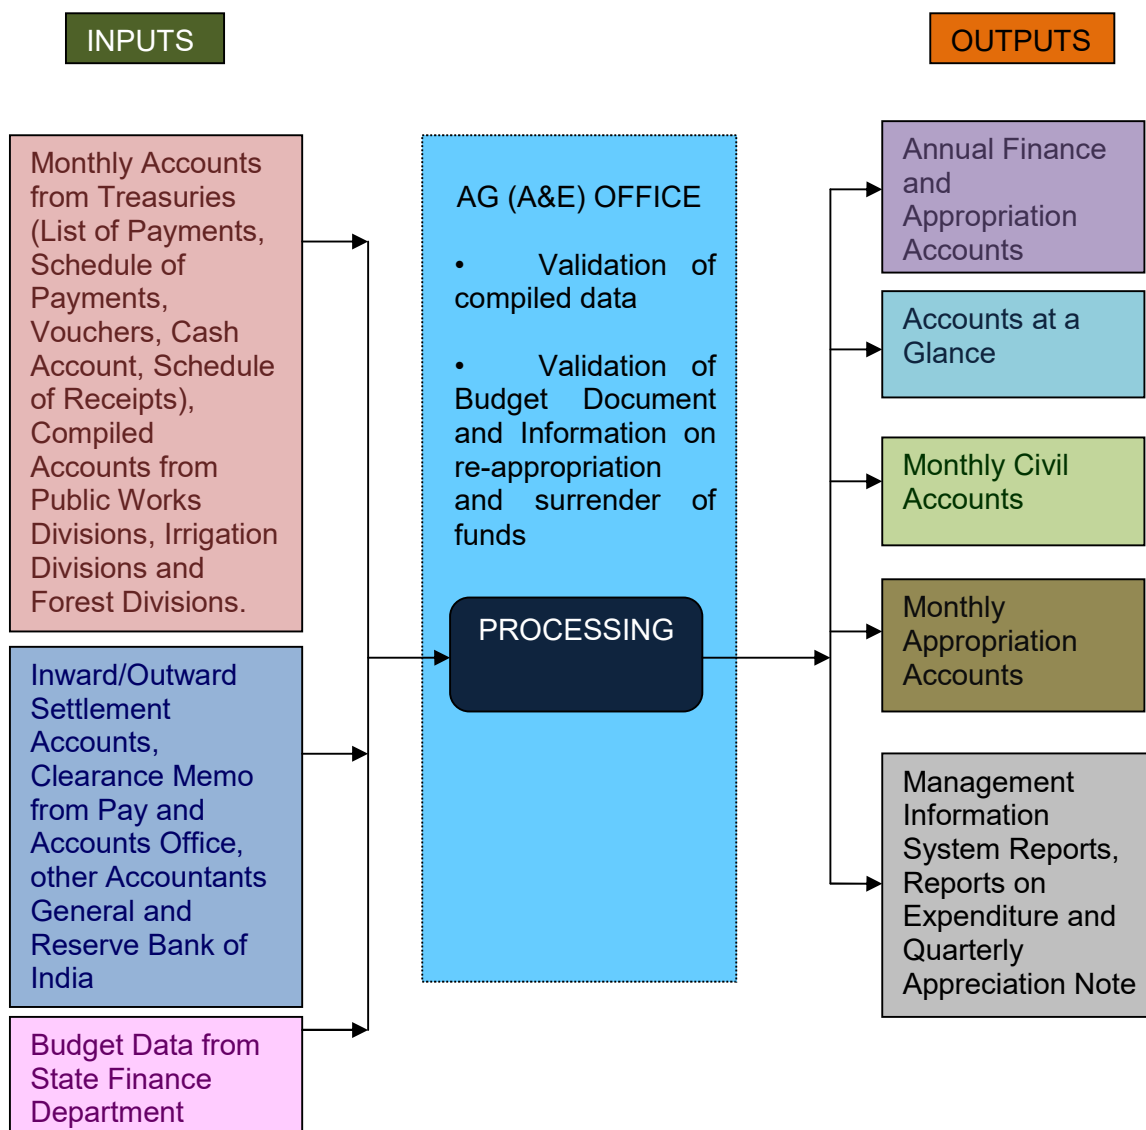 INPUTS
OUTPUTS
Monthly Accounts
from Treasuries
(List of Payments,
Schedule of
Payments,
Vouchers, Cash
Account, Schedule
of Receipts),
Compiled
Accounts from
Public Works
Divisions, Irrigation
Divisions and
Forest Divisions.
Inward/Outward
Settlement
Accounts,
Clearance Memo
from Pay and
Accounts Office,
other Accountants
General and
Reserve Bank of
India
Budget Data from
State Finance
Department
AG (A&E) OFFICE
• Validation of
compiled data
• Validation of
Budget Document
and Information on
re-appropriation
and surrender of
funds
PROCESSING
Annual Finance
and
Appropriation
Accounts
Accounts at a
Glance
Monthly Civil
Accounts
Monthly
Appropriation
Accounts
Management
Information
System Reports,
Reports on
Expenditure and
Quarterly
Appreciation Note